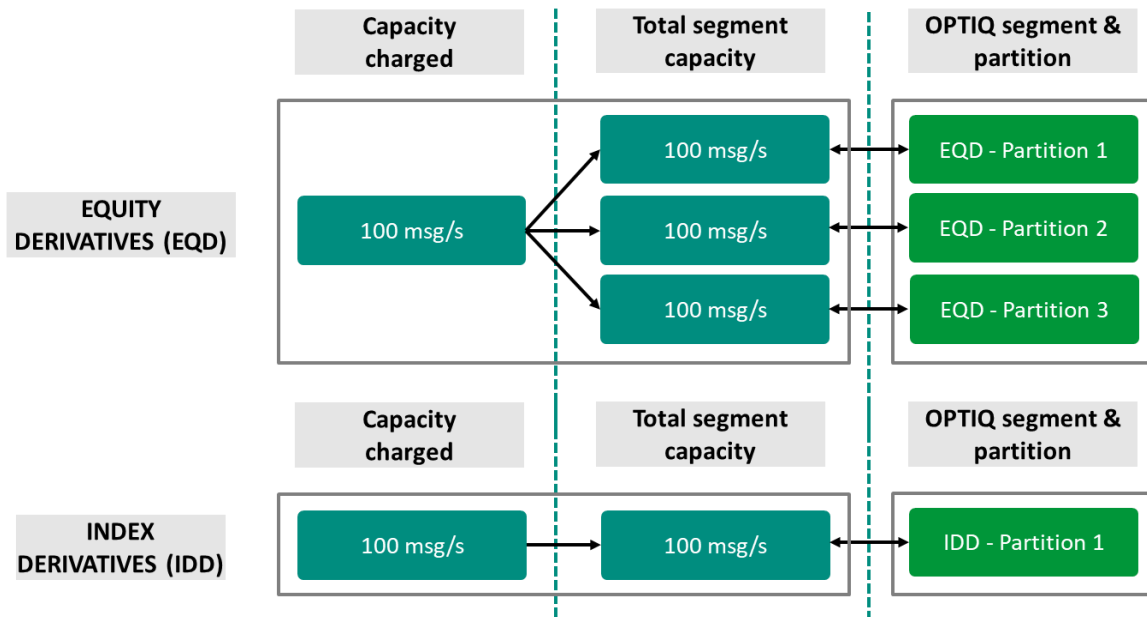 Capacity
charged
Total segment
capacity
OPTIQ segment &
partition
EQUITY
DERIVATIVES (EQD)
100 msg/s
100 msg/s
EQD - Partition 1
100 msg/s
EQD - Partition 2
100 msg/s
EQD - Partition 3
Capacity
charged
Total segment
capacity
OPTIQ segment &
partition
INDEX
DERIVATIVES (IDD)
100 msg/s
100 msg/s
IDD - Partition 1